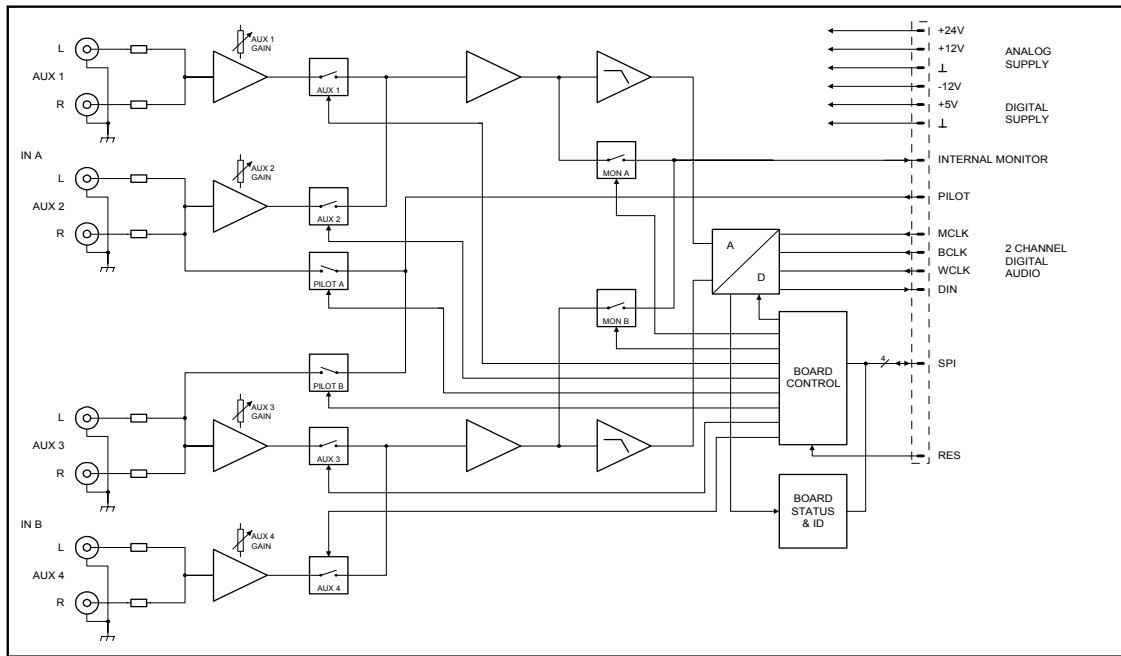 L
AUX 1
R
AUX 1
GAIN
AUX 1
IN A
L
AUX 2
R
AUX 2
GAIN
AUX 2
PILOT A
PILOT B
L
AUX 3
R
AUX 3
GAIN
AUX 3
IN B
L
AUX 4
R
AUX 4
GAIN
AUX 4
MON A
MON B
A
D
BOARD
CONTROL
BOARD
STATUS
& ID
4
+24V
+12V
-12V
+5V
ANALOG
SUPPLY
DIGITAL
SUPPLY
INTERNAL MONITOR
PILOT
MCLK
BCLK
WCLK
DIN
2 CHANNEL
DIGITAL
AUDIO
SPI
RES